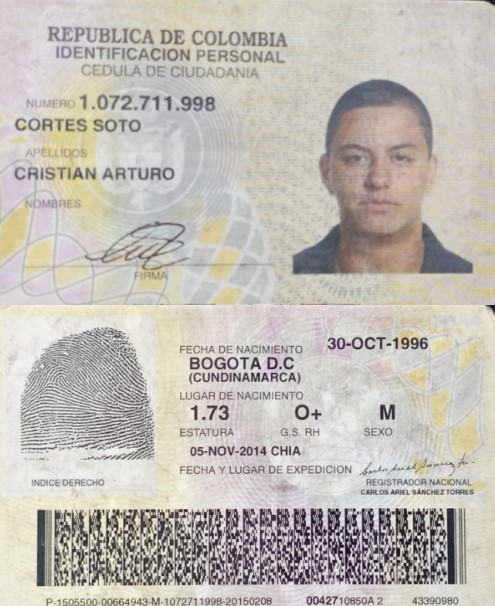 REPUBLICA DE COLOMBIA
IDENTIFICACION PERSONAL
CEDULA DE CIUDADANIA
NUMERO 1.072.711.998
CORTES SOTO
APELLIDOS
CRISTIAN ARTURO
NOMBRES
FIRMA
FECHA DE NACIMIENTO 30-OCT-1996
BOGOTA D.C
(CUNDINAMARCA)
LUGAR DE NACIMIENTO
1.73 O+ M
ESTATURA G.S. RH SEXO
05-NOV-2014 CHIA
FECHA Y LUGAR DE EXPEDICION
INDICE DERECHO
REGISTRADOR NACIONAL
CARLOS ARIEL SÁNCHEZ TORRES
P-1505500-00664943-M-1072711998-20150208 0042710850A 2 43390980